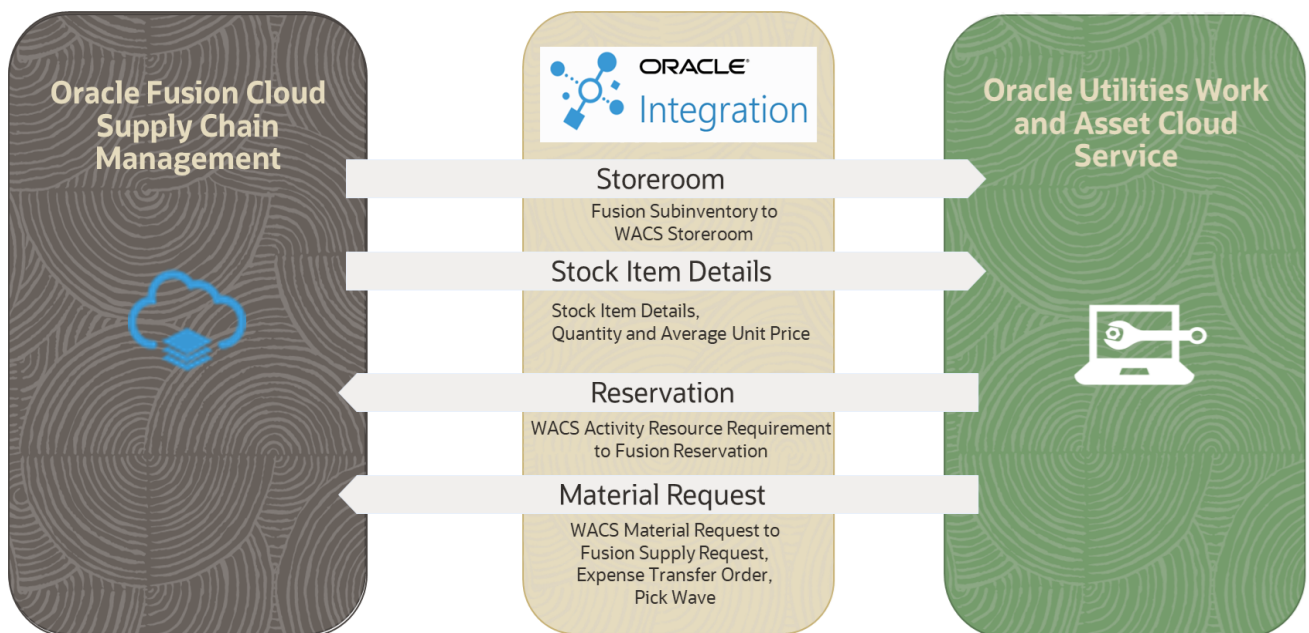 Oracle Fusion Cloud
Supply Chain
Management
ORACLE®
Integration
Oracle Utilities Work
and Asset Cloud
Service
Storeroom
Fusion Subinventory to
WACS Storeroom
Stock Item Details
Stock Item Details,
Quantity and Average Unit Price
Reservation
WACS Activity Resource Requirement
to Fusion Reservation
Material Request
WACS Material Request to
Fusion Supply Request,
Expense Transfer Order,
Pick Wave